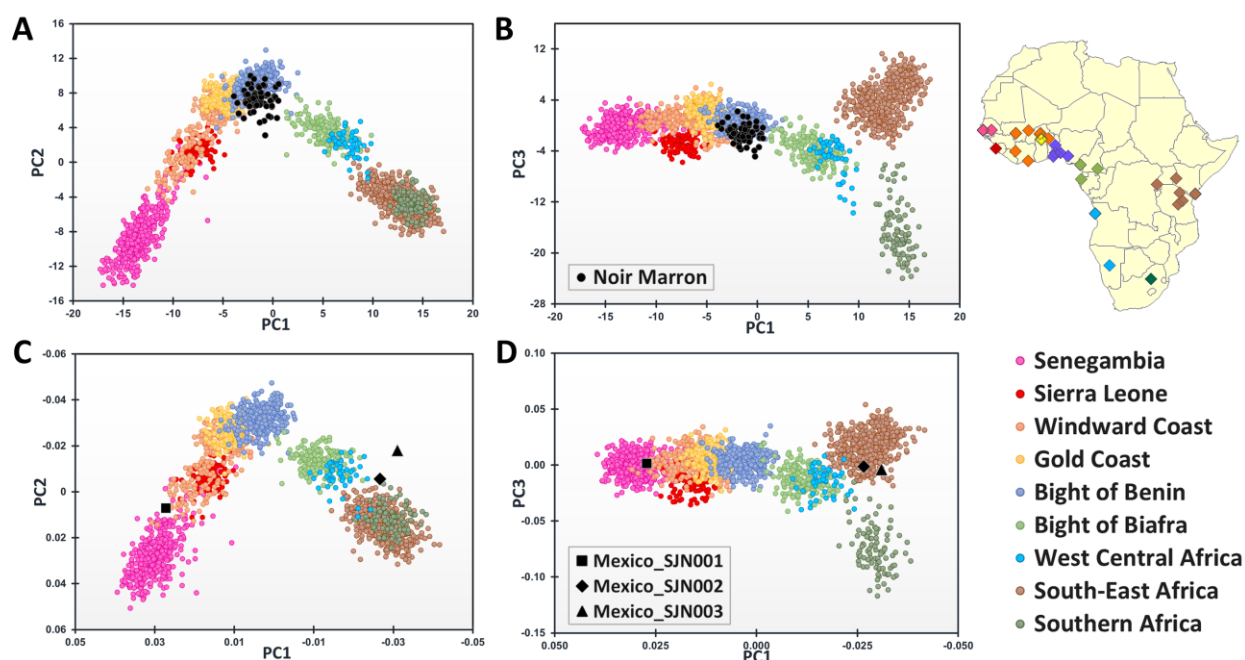 A
16
12
8
4
0
-4
-8
-12
-16
PC2
-20
-15
-10
-5
0
5
10
15
20
PC1
B
12
4
-4
-12
-20
-28
PC3
Noir Marron
-20
-15
-10
-5
0
5
10
15
20
PC1
C
-0.06
-0.04
-0.02
0
0.02
0.04
0.06
PC2
0.05
0.03
0.01
-0.01
-0.03
-0.05
PC1
D
0.10
0.05
0.00
-0.05
-0.10
-0.15
PC3
Mexico_SJN001
Mexico_SJN002
Mexico_SJN003
0.050
0.025
0.000
-0.025
-0.050
PC1
Senegambia
Sierra Leone
Windward Coast
Gold Coast
Bight of Benin
Bight of Biafra
West Central Africa
South-East Africa
Southern Africa